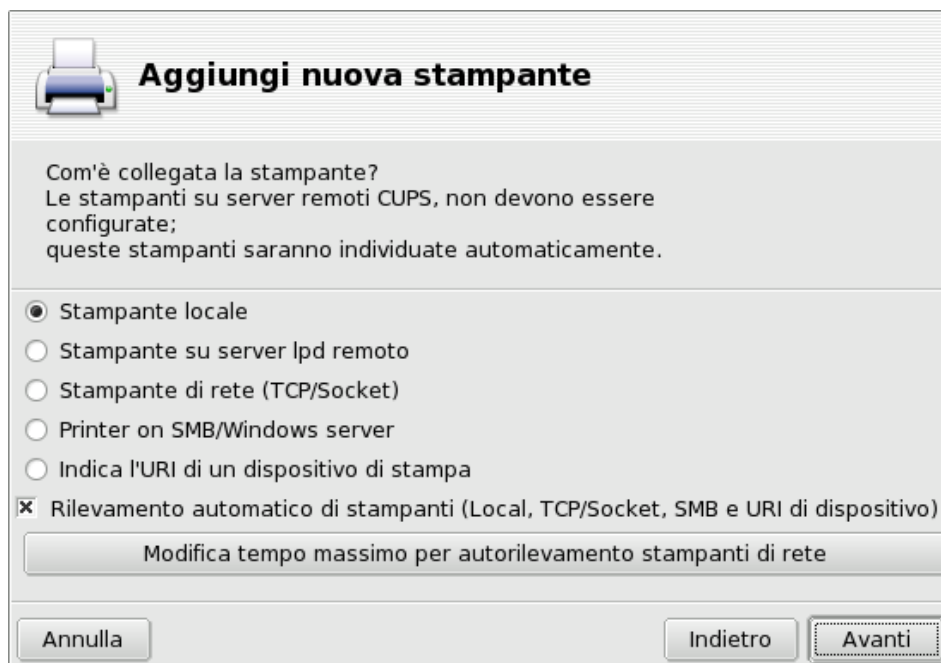 Aggiungi nuova stampante
Com'è collegata la stampante?
Le stampanti su server remoti CUPS, non devono essere
configurate;
queste stampanti saranno individuate automaticamente.
Stampante locale
Stampante su server lpd remoto
Stampante di rete (TCP/Socket)
Printer on SMB/Windows server
Indica l'URI di un dispositivo di stampa
Rilevamento automatico di stampanti (Local, TCP/Socket, SMB e URI di dispositivo)
Modifica tempo massimo per autorilevamento stampanti di rete
Annulla
Indietro
Avanti